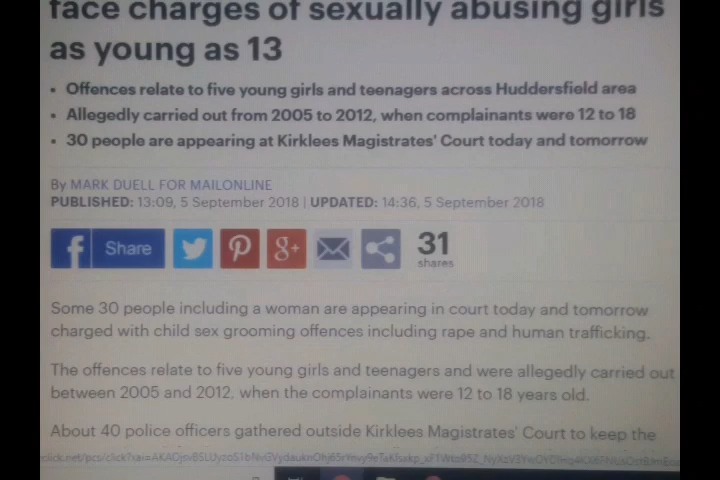 face charges of sexually abusing girls
as young as 13
• Offences relate to five young girls and teenagers across Huddersfield area
• Allegedly carried out from 2005 to 2012, when complainants were 12 to 18
• 30 people are appearing at Kirklees Magistrates' Court today and tomorrow
By MARK DUELL FOR MAILONLINE
PUBLISHED: 13:09, 5 September 2018 | UPDATED: 14:36, 5 September 2018
f Share g+ 31
shares
Some 30 people including a woman are appearing in court today and tomorrow
charged with child sex grooming offences including rape and human trafficking.
The offences relate to five young girls and teenagers and were allegedly carried out
between 2005 and 2012, when the complainants were 12 to 18 years old.
About 40 police officers gathered outside Kirklees Magistrates' Court to keep the